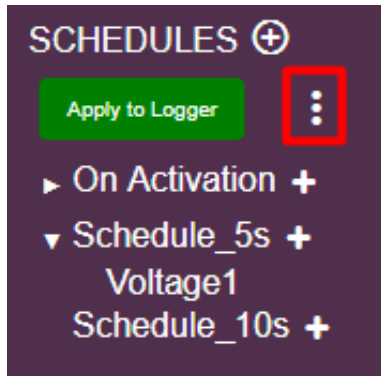 SCHEDULES
Apply to Logger
On Activation +
Schedule_5s +
Voltage1
Schedule_10s +